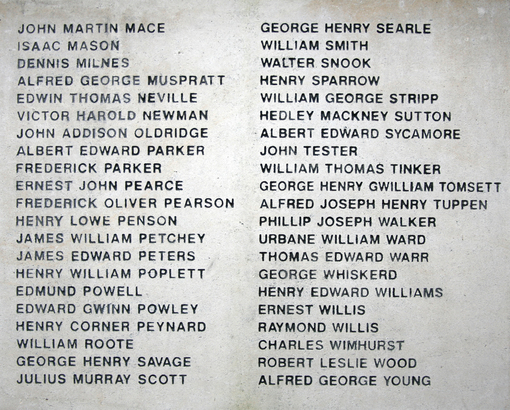 JOHN MARTIN MACE
ISAAC MASON
DENNIS MILNES
ALFRED GEORGE MUSPRATT
EDWIN THOMAS NEVILLE
VICTOR HAROLD NEWMAN
JOHN ADDISON OLDRIDGE
ALBERT EDWARD PARKER
FREDERICK PARKER
ERNEST JOHN PEARCE
FREDERICK OLIVER PEARSON
HENRY LOWE PENSON
JAMES WILLIAM PETCHEY
JAMES EDWARD PETERS
HENRY WILLIAM POPLETT
EDMUND POWELL
EDWARD GWINN POWLEY
HENRY CORNER PEYNARD
WILLIAM ROOTE
GEORGE HENRY SAVAGE
JULIUS MURRAY SCOTT
GEORGE HENRY SEARLE
WILLIAM SMITH
WALTER SNOOK
HENRY SPARROW
WILLIAM GEORGE STRIPP
HEDLEY MACKNEY SUTTON
ALBERT EDWARD SYCAMORE
JOHN TESTER
WILLIAM THOMAS TINKER
GEORGE HENRY GWILLIAM TOMSETT
ALFRED JOSEPH HENRY TUPPEN
PHILLIP JOSEPH WALKER
URBANE WILLIAM WARD
THOMAS EDWARD WARR
GEORGE WHISKERD
HENRY EDWARD WILLIAMS
ERNEST WILLIS
RAYMOND WILLIS
CHARLES WIMHURST
ROBERT LESLIE WOOD
ALFRED GEORGE YOUNG